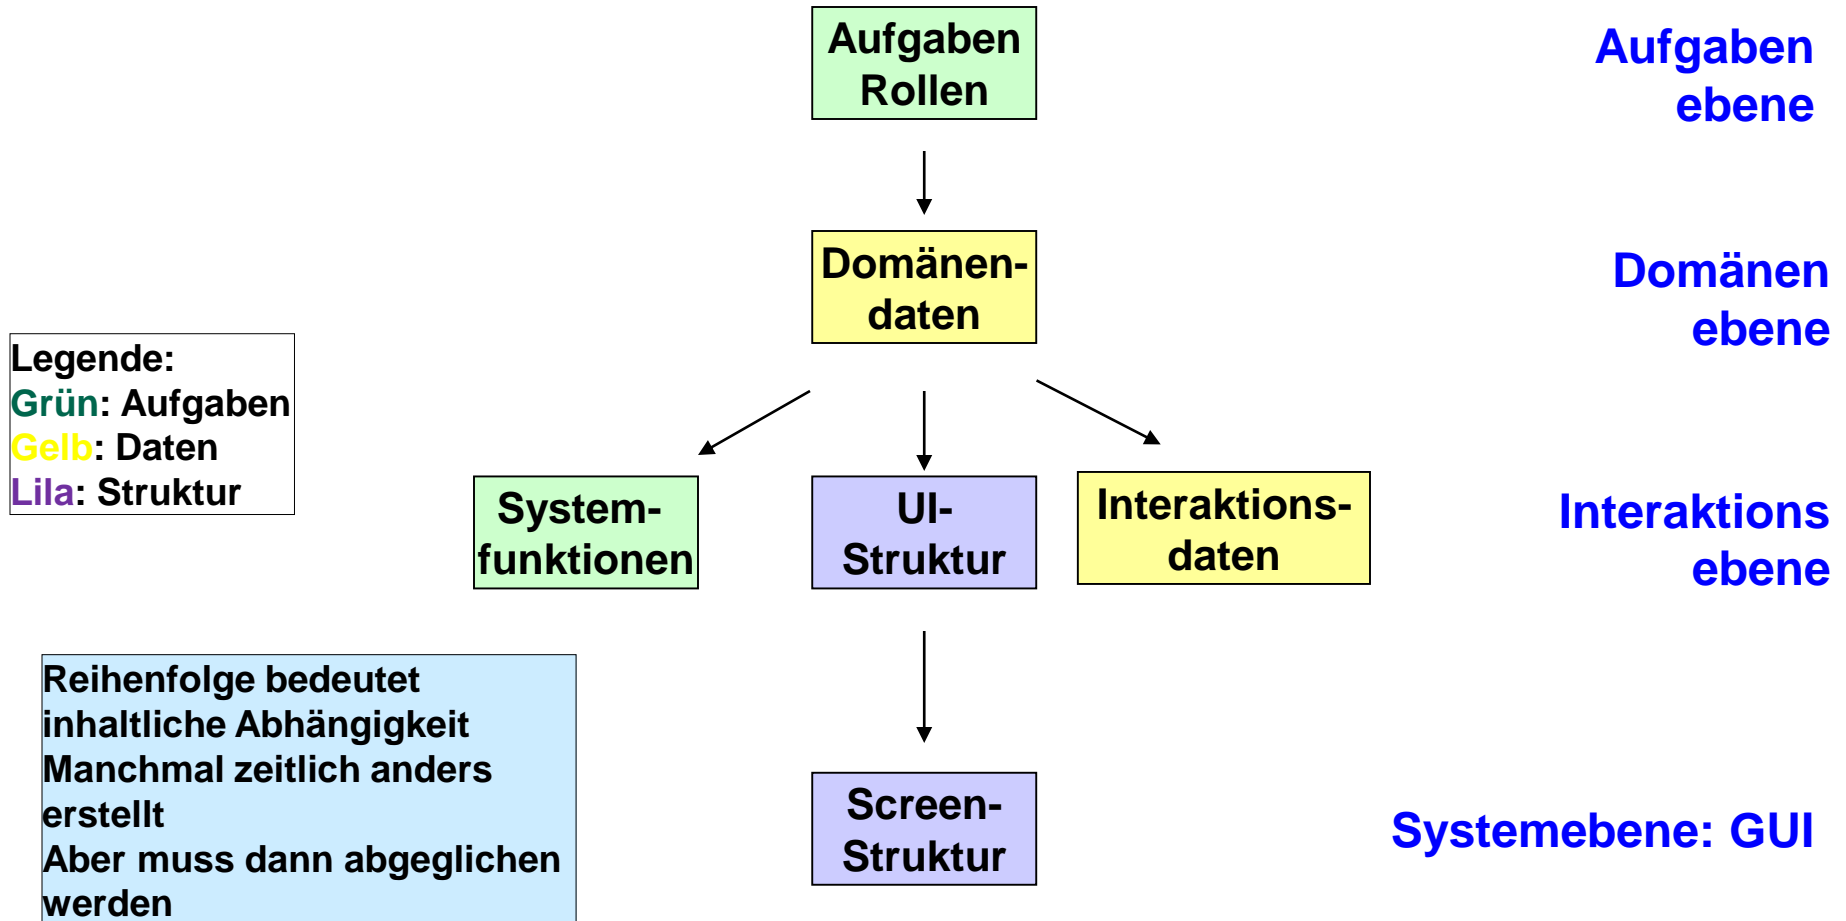 Aufgaben
Rollen
Aufgaben
ebene
Domänen-
daten
Domänen
ebene
Legende:
Grün: Aufgaben
Gelb: Daten
Lila: Struktur
System-
funktionen
UI-
Struktur
Interaktions-
daten
Interaktions
ebene
Reihenfolge bedeutet
inhaltliche Abhängigkeit
Manchmal zeitlich anders
erstellt
Aber muss dann abgeglichen
werden
Screen-
Struktur
Systemebene: GUI